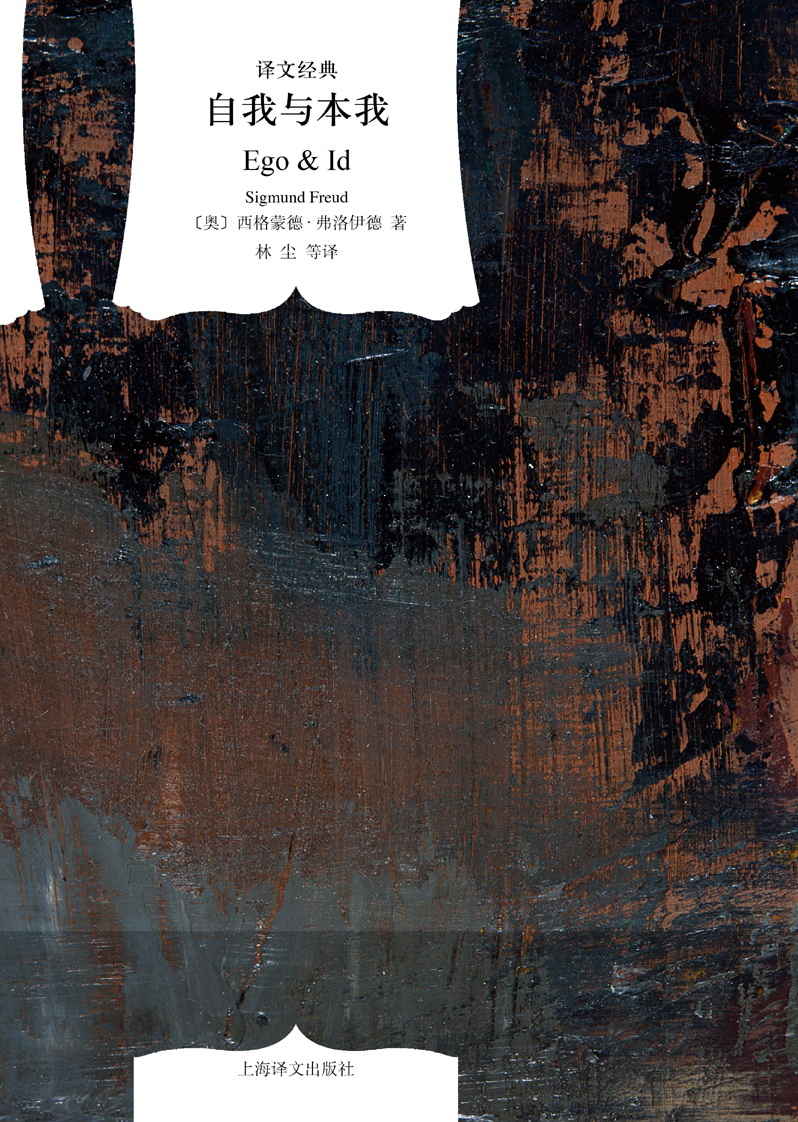 译文经典
自我与本我
Ego & Id
Sigmund Freud
〔奥〕西格蒙德·弗洛伊德 著
林 尘 等译
上海译文出版社